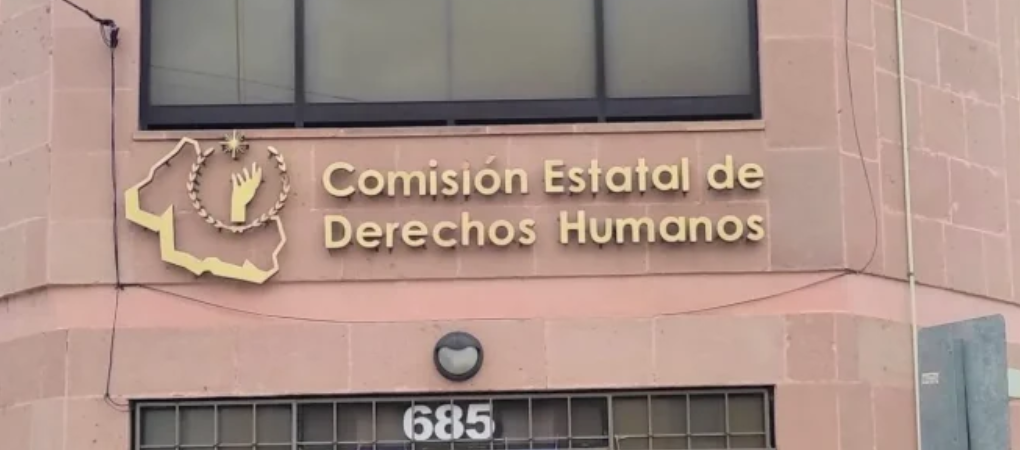 Comisión Estatal de
Derechos Humanos
685